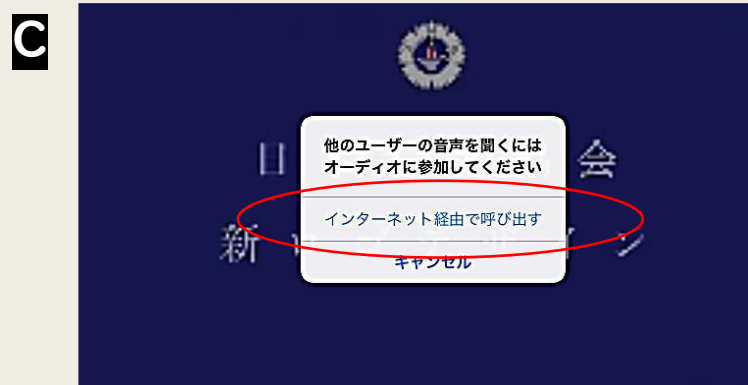 C
日 会
他のユーザーの音声を聞くには
オーディオに参加してください
インターネット経由で呼び出す
新 ン
キャンセル